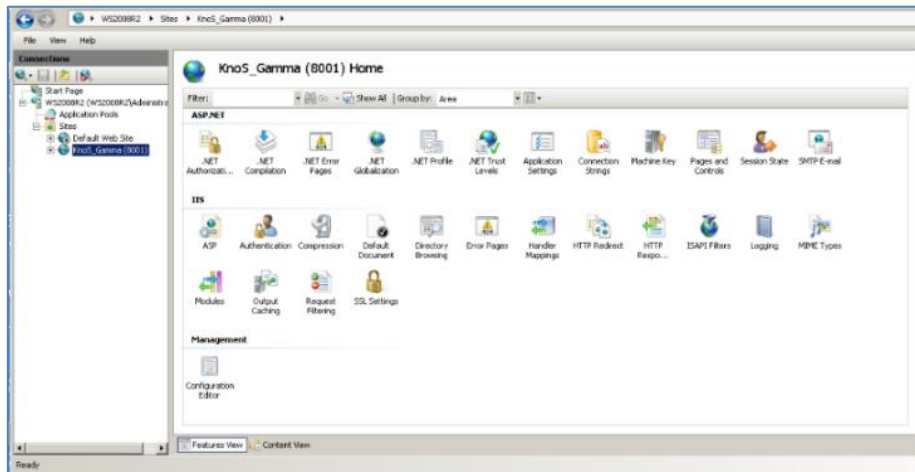 WS2008R2 Sites KnoS_Gamma (8001)
File View Help
Connections
Start Page
WS2008R2 (WS2008R2\Administra
Application Pools
Sites
Default Web Site
KnoS_Gamma (8001)
KnoS_Gamma (8001) Home
Filter: Go Show All Group by: Area
ASP.NET
.NET Authorizati... .NET Compilation .NET Error Pages .NET Globalization .NET Profile .NET Trust Levels Application Settings Connection Strings Machine Key Pages and Controls Session State SMTP E-mail
IIS
ASP Authentication Compression Default Document Directory Browsing Error Pages Handler Mappings HTTP Redirect HTTP Respo... ISAPI Filters Logging MIME Types
Modules Output Caching Request Filtering SSL Settings
Management
Configuration Editor
Features View Content View
Ready